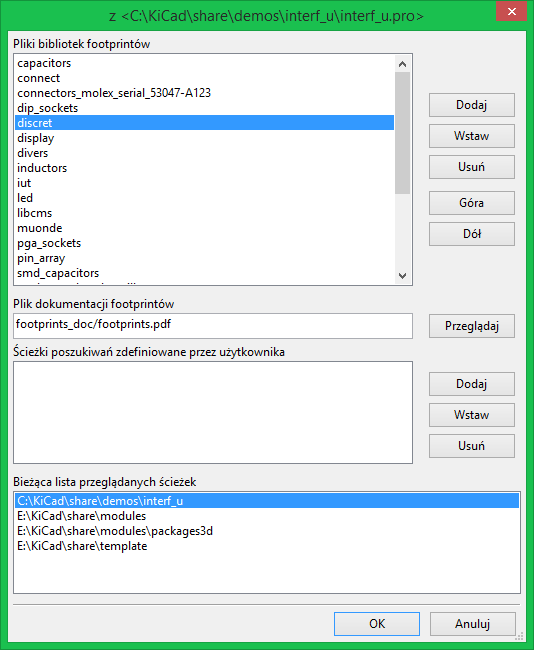 z <C:\KiCad\share\demos\interf_u\interf_u.pro>
Pliki bibliotek footprintów
capacitors
connect
connectors_molex_serial_53047-A123
dip_sockets
discret
display
divers
inductors
iut
led
libcms
muonde
pga_sockets
pin_array
smd_capacitors
Dodaj
Wstaw
Usuń
Góra
Dół
Plik dokumentacji footprintów
footprints_doc/footprints.pdf
Przeglądaj
Ścieżki poszukiwań zdefiniowane przez użytkownika
Dodaj
Wstaw
Usuń
Bieżąca lista przeglądanych ścieżek
C:\KiCad\share\demos\interf_u
E:\KiCad\share\modules
E:\KiCad\share\modules\packages3d
E:\KiCad\share\template
OK
Anuluj